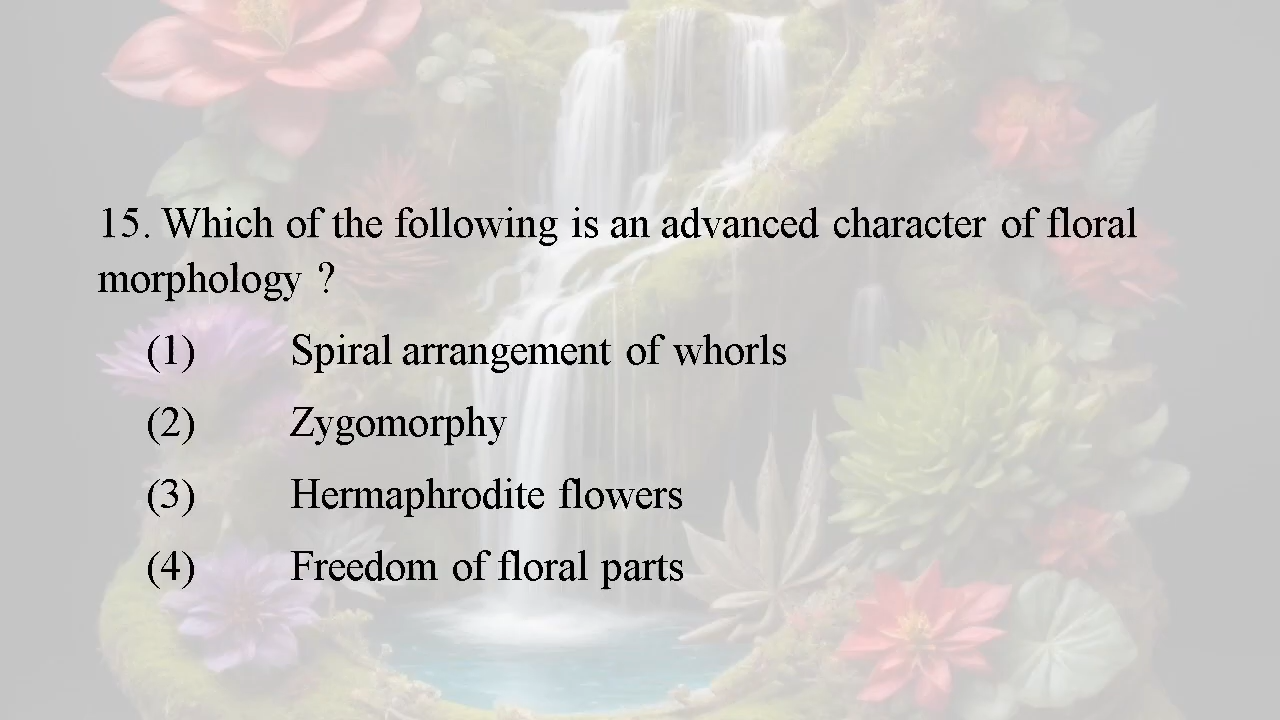 15. Which of the following is an advanced character of floral
morphology ?
(1) Spiral arrangement of whorls
(2) Zygomorphy
(3) Hermaphrodite flowers
(4) Freedom of floral parts